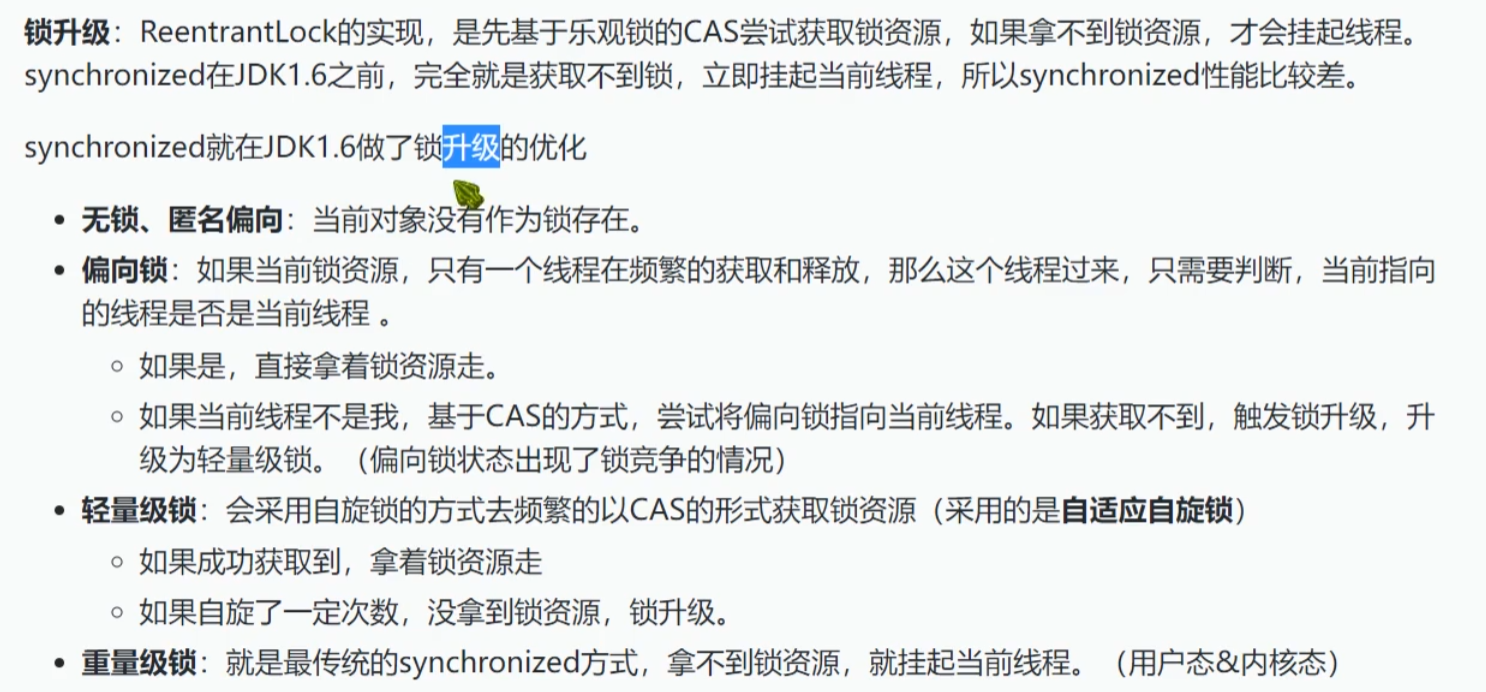 锁升级：ReentrantLock的实现，是先基于乐观锁的CAS尝试获取锁资源，如果拿不到锁资源，才会挂起线程。
synchronized在JDK1.6之前，完全就是获取不到锁，立即挂起当前线程，所以synchronized性能比较差。
synchronized就在JDK1.6做了锁升级的优化
• 无锁、匿名偏向：当前对象没有作为锁存在。
• 偏向锁：如果当前锁资源，只有一个线程在频繁的获取和释放，那么这个线程过来，只需要判断，当前指向
的线程是否是当前线程 。
○ 如果是，直接拿着锁资源走。
○ 如果当前线程不是我，基于CAS的方式，尝试将偏向锁指向当前线程。如果获取不到，触发锁升级，升
级为轻量级锁。（偏向锁状态出现了锁竞争的情况）
• 轻量级锁：会采用自旋锁的方式去频繁的以CAS的形式获取锁资源（采用的是自适应自旋锁）
○ 如果成功获取到，拿着锁资源走
○ 如果自旋了一定次数，没拿到锁资源，锁升级。
• 重量级锁：就是最传统的synchronized方式，拿不到锁资源，就挂起当前线程。（用户态&内核态）